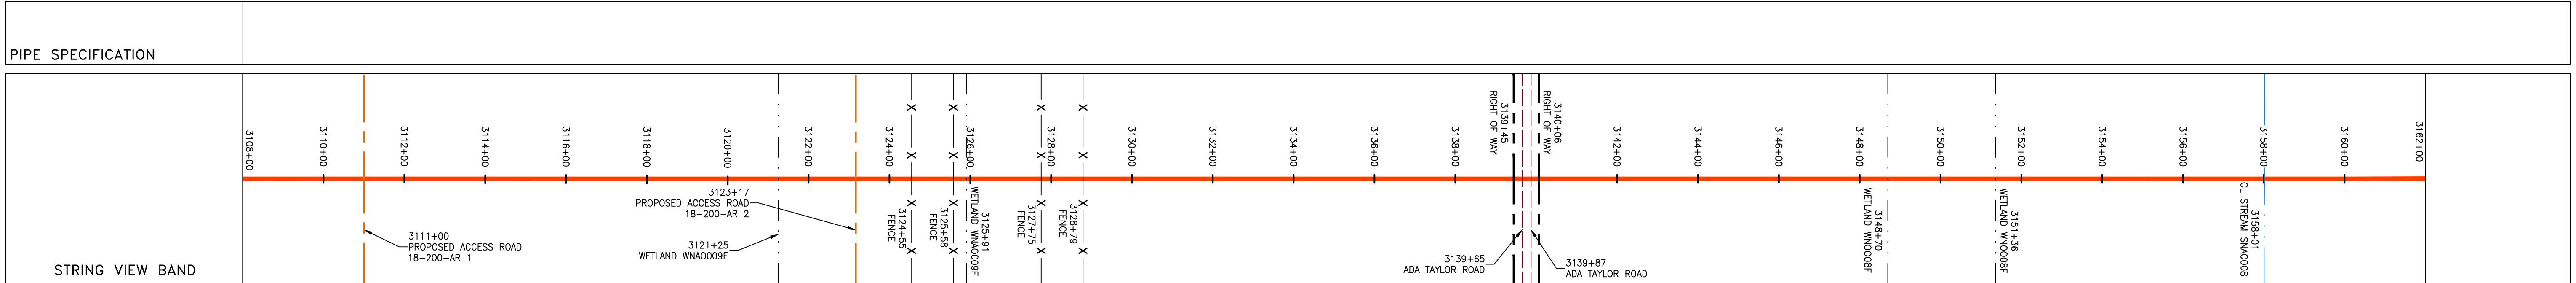 PIPE SPECIFICATION
STRING VIEW BAND
3108+00
3110+00
3112+00
3114+00
3116+00
3118+00
3120+00
3122+00
3124+00
3126+00
3128+00
3130+00
3132+00
3134+00
3136+00
3138+00
3139+45
RIGHT OF WAY
3140+06
RIGHT OF WAY
3142+00
3144+00
3146+00
3148+00
3150+00
3152+00
3154+00
3156+00
3158+00
3160+00
3162+00
3111+00
PROPOSED ACCESS ROAD
18-200-AR 1
3121+25
WETLAND WNAO009F
3123+17
PROPOSED ACCESS ROAD
18-200-AR 2
3124+55
FENCE
3125+58
FENCE
3125+91
WETLAND WNAO009F
3127+75
FENCE
3128+79
FENCE
3139+65
ADA TAYLOR ROAD
3139+87
ADA TAYLOR ROAD
3148+70
WETLAND WNO008F
3151+36
WETLAND WNO008F
3158+01
CL STREAM SNAO008